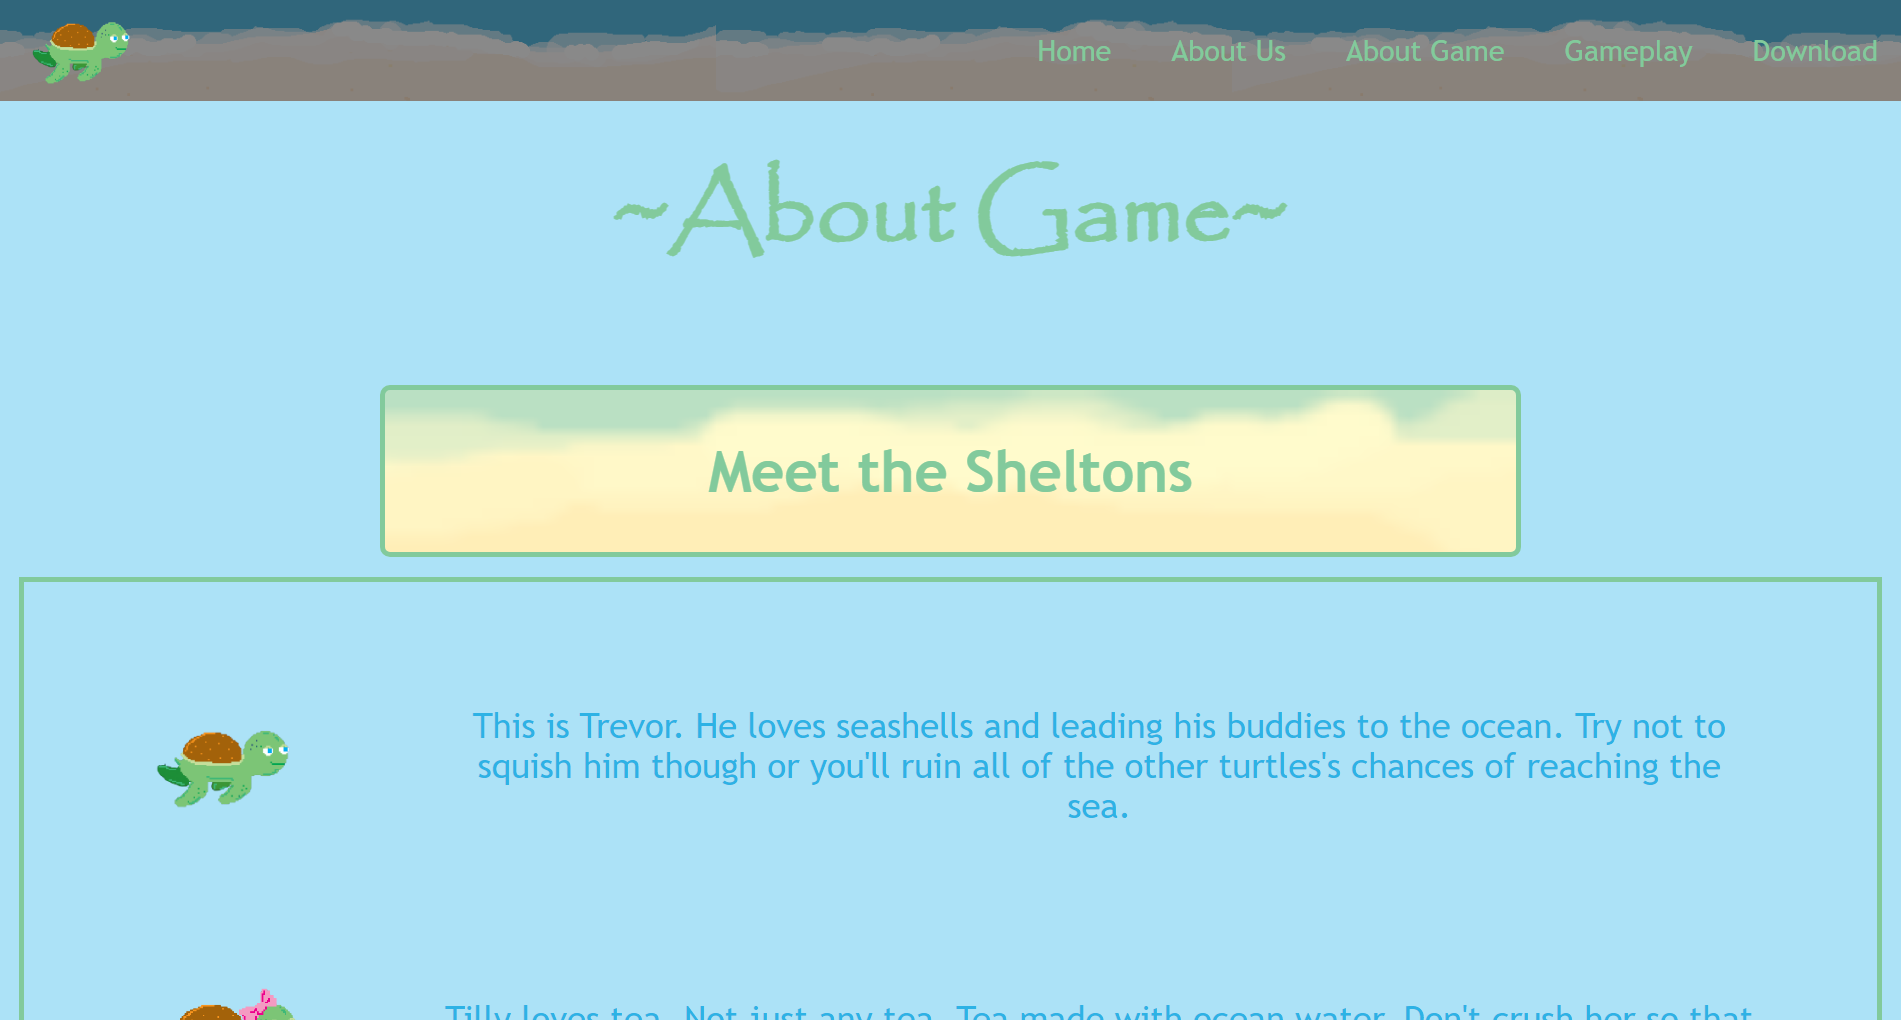 Home About Us About Game Gameplay Download
~About Game~
Meet the Sheltons
This is Trevor. He loves seashells and leading his buddies to the ocean. Try not to
squish him though or you'll ruin all of the other turtles's chances of reaching the
sea.
Tilly loves tea. Not just any tea. Tea made with ocean water. Don't crush her so that